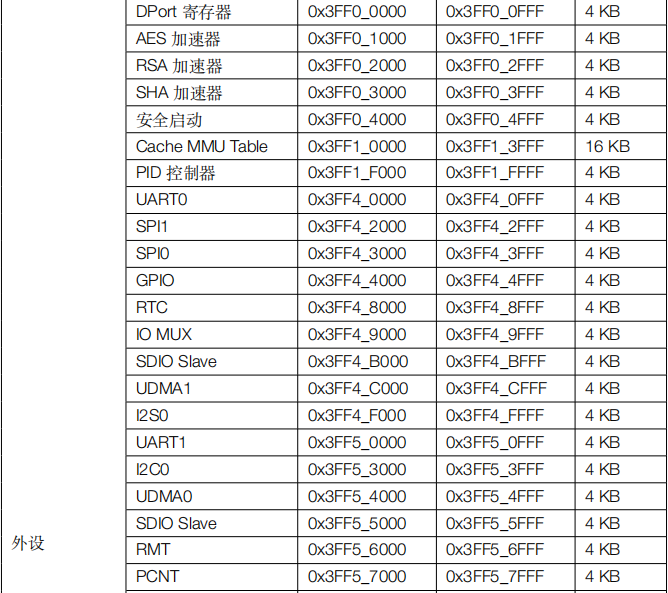 DPort 寄存器 0x3FF0_0000 0x3FF0_0FFF 4 KB
AES 加速器 0x3FF0_1000 0x3FF0_1FFF 4 KB
RSA 加速器 0x3FF0_2000 0x3FF0_2FFF 4 KB
SHA 加速器 0x3FF0_3000 0x3FF0_3FFF 4 KB
安全启动 0x3FF0_4000 0x3FF0_4FFF 4 KB
Cache MMU Table 0x3FF1_0000 0x3FF1_3FFF 16 KB
PID 控制器 0x3FF1_F000 0x3FF1_FFFF 4 KB
UART0 0x3FF4_0000 0x3FF4_0FFF 4 KB
SPI1 0x3FF4_2000 0x3FF4_2FFF 4 KB
SPI0 0x3FF4_3000 0x3FF4_3FFF 4 KB
GPIO 0x3FF4_4000 0x3FF4_4FFF 4 KB
RTC 0x3FF4_8000 0x3FF4_8FFF 4 KB
IO MUX 0x3FF4_9000 0x3FF4_9FFF 4 KB
SDIO Slave 0x3FF4_B000 0x3FF4_BFFF 4 KB
UDMA1 0x3FF4_C000 0x3FF4_CFFF 4 KB
I2S0 0x3FF4_F000 0x3FF4_FFFF 4 KB
UART1 0x3FF5_0000 0x3FF5_0FFF 4 KB
I2C0 0x3FF5_3000 0x3FF5_3FFF 4 KB
UDMA0 0x3FF5_4000 0x3FF5_4FFF 4 KB
SDIO Slave 0x3FF5_5000 0x3FF5_5FFF 4 KB
外设
RMT 0x3FF5_6000 0x3FF5_6FFF 4 KB
PCNT 0x3FF5_7000 0x3FF5_7FFF 4 KB